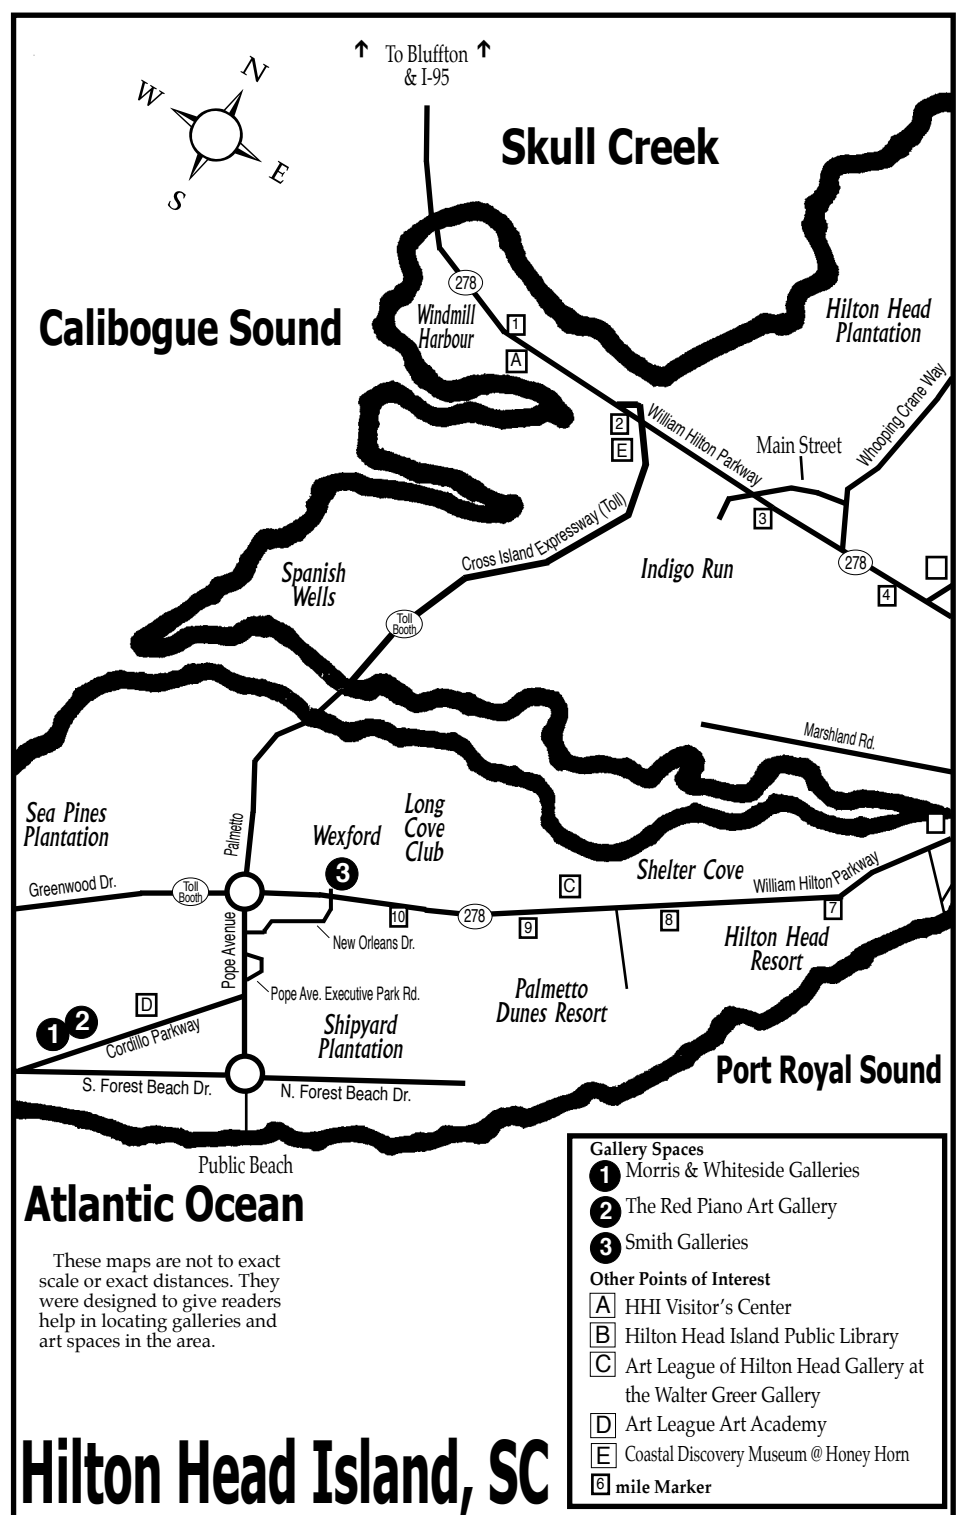 To Bluffton
& I-95
N
W
E
S
Skull Creek
278
Calibogue Sound
Windmill
Harbour
Hilton Head
Plantation
1
A
2
E
William Hilton Parkway
Main Street
Whooping Crane Way
3
Cross Island Expressway (Toll)
278
4
Indigo Run
Spanish
Wells
Toll
Booth
Marshland Rd.
Sea Pines
Plantation
Palmetto
Wexford
Long
Cove
Club
3
Shelter Cove
C
William Hilton Parkway
Greenwood Dr.
Toll
Booth
10
278
9
8
7
Pope Avenue
New Orleans Dr.
Hilton Head
Resort
Pope Ave. Executive Park Rd.
Palmetto
Dunes Resort
D
1
2
Cordillo Parkway
Shipyard
Plantation
Port Royal Sound
S. Forest Beach Dr.
N. Forest Beach Dr.
Public Beach
Atlantic Ocean
These maps are not to exact
scale or exact distances. They
were designed to give readers
help in locating galleries and
art spaces in the area.
Gallery Spaces
1 Morris & Whiteside Galleries
2 The Red Piano Art Gallery
3 Smith Galleries
Other Points of Interest
A HHI Visitor's Center
B Hilton Head Island Public Library
C Art League of Hilton Head Gallery at
the Walter Greer Gallery
D Art League Art Academy
E Coastal Discovery Museum @ Honey Horn
6 mile Marker
Hilton Head Island, SC